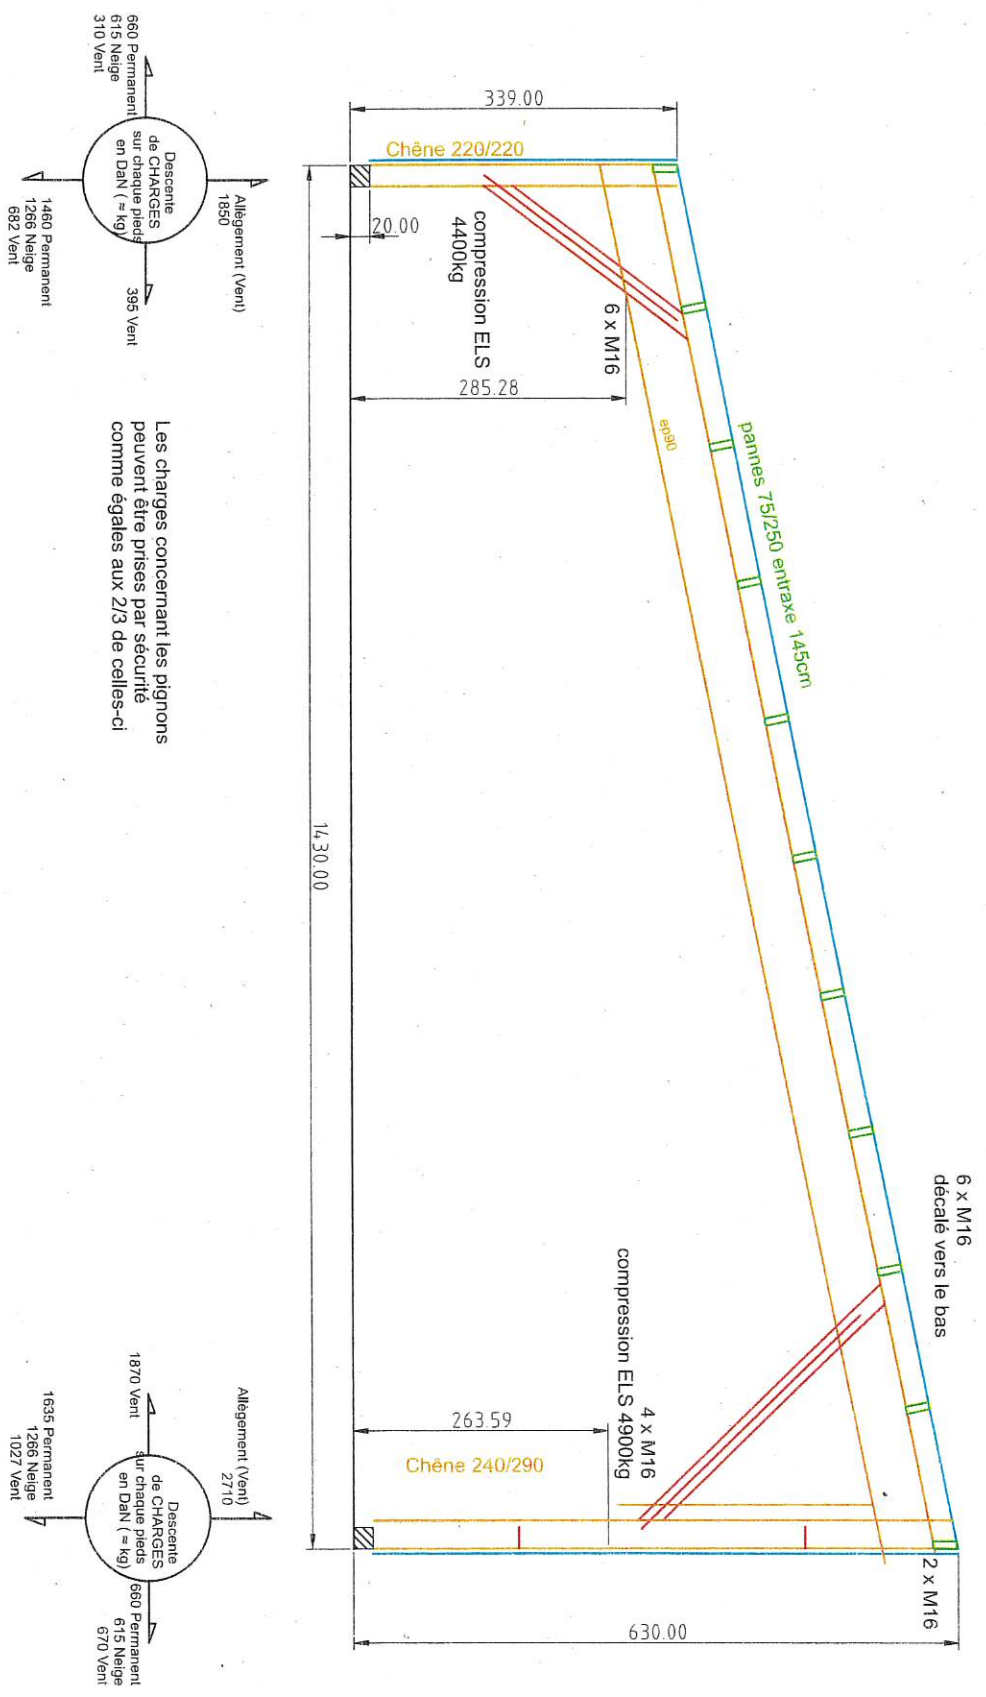 339.00
Chêne 220/220
20.00
compression ELS
4400kg
6 x M16
285.28
ep90
pannes 75/250 entraxe 145cm
1430.00
6 x M16
décalé vers le bas
4 x M16
compression ELS 4900kg
263.59
Chêne 240/290
2 x M16
630.00
Allègement (Vent)
1850
660 Permanent
615 Neige
310 Vent
Descente
de CHARGES
sur chaque pieds
en DaN ( ≈ kg)
395 Vent
1460 Permanent
1266 Neige
682 Vent
Les charges concernant les pignons
peuvent être prises par sécurité
comme égales aux 2/3 de celles-ci
Allègement (Vent)
2710
1870 Vent
Descente
de CHARGES
sur chaque pieds
en DaN ( ≈ kg)
660 Permanent
615 Neige
670 Vent
1635 Permanent
1266 Neige
1027 Vent